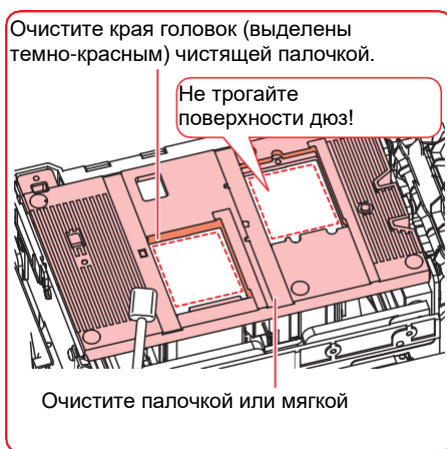 Очистите края головок (выделены
темно-красным) чистящей палочкой.
Не трогайте
поверхности дюз!
Очистите палочкой или мягкой